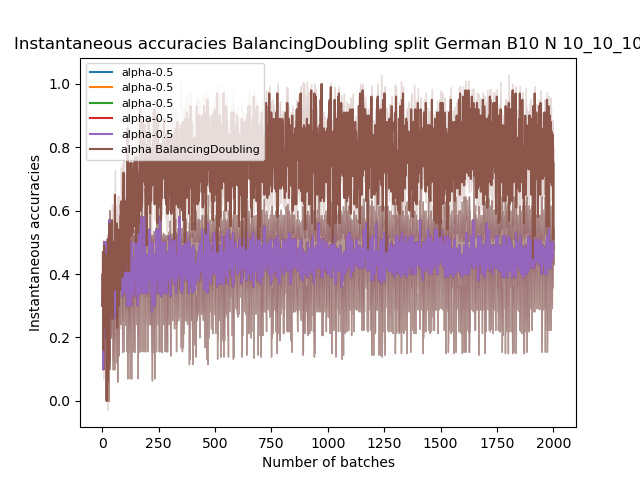 Instantaneous accuracies BalancingDoubling split German B10 N 10_10_10
alpha-0.5
alpha-0.5
alpha-0.5
alpha-0.5
alpha-0.5
alpha BalancingDoubling
1.0
0.8
0.6
0.4
0.2
0.0
Instantaneous accuracies
0 250 500 750 1000 1250 1500 1750 2000
Number of batches